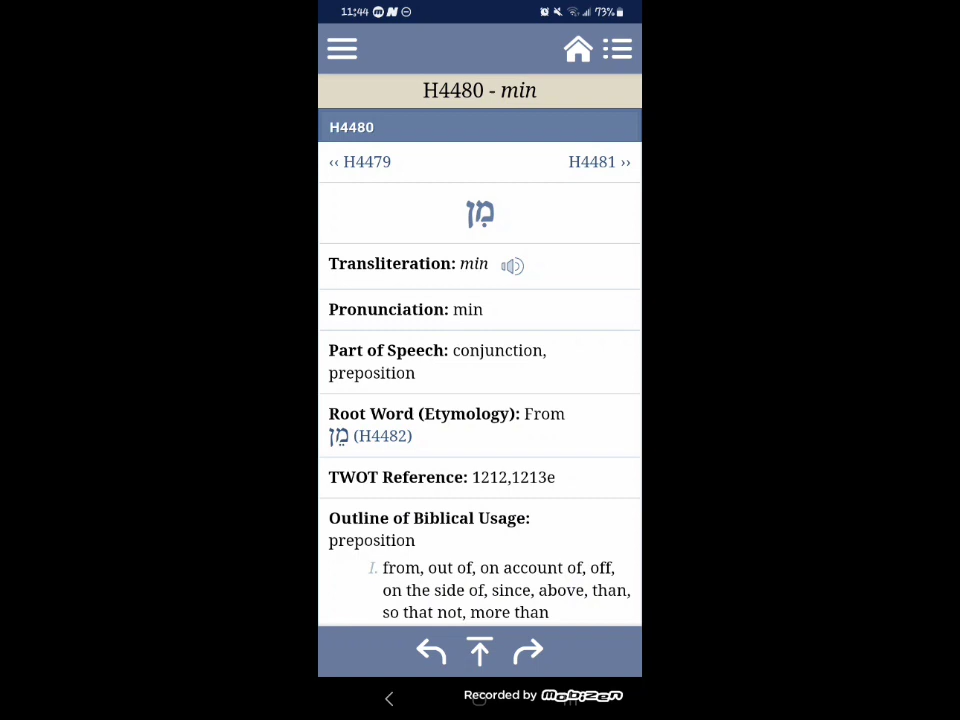 11:44 73%
H4480 - min
H4480
‹‹ H4479 H4481 ››
מִן
Transliteration: min
Pronunciation: min
Part of Speech: conjunction,
preposition
Root Word (Etymology): From
מֵן (H4482)
TWOT Reference: 1212,1213e
Outline of Biblical Usage:
preposition
I. from, out of, on account of, off,
on the side of, since, above, than,
so that not, more than
Recorded by mobizen